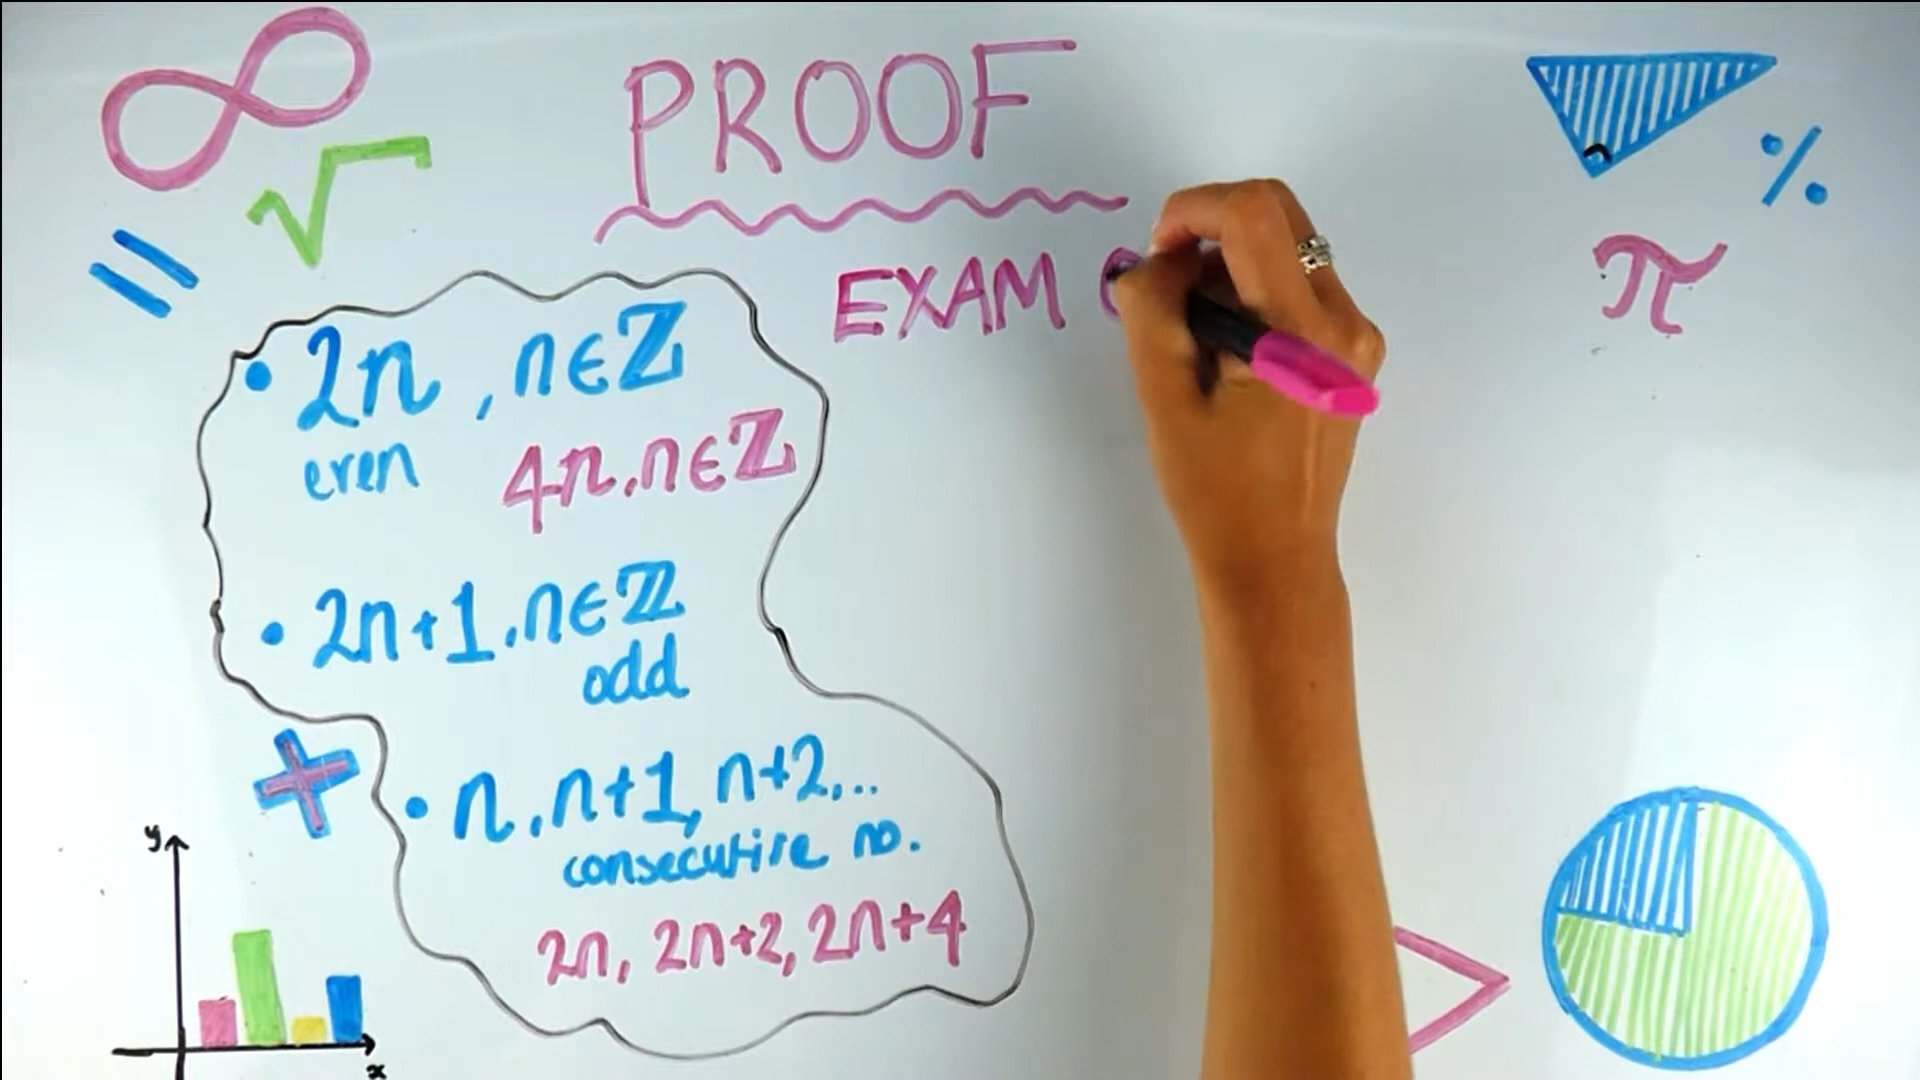 PROOF
EXAM
• 2n, n∈ℤ
even
4n, n∈ℤ
• 2n+1, n∈ℤ
odd
• n, n+1, n+2,...
consecutive no.
2n, 2n+2, 2n+4
∞
√
=
%
π
+
y
x
>